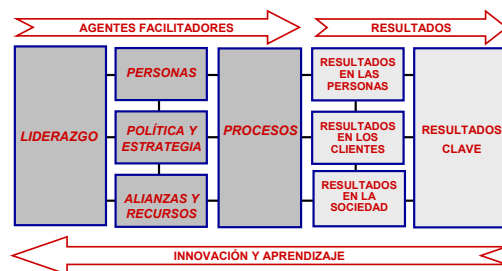 AGENTES FACILITADORES
RESULTADOS
LIDERAZGO
PERSONAS
POLÍTICA Y
ESTRATEGIA
ALIANZAS Y
RECURSOS
PROCESOS
RESULTADOS
EN LAS
PERSONAS
RESULTADOS
EN LOS
CLIENTES
RESULTADOS
EN LA
SOCIEDAD
RESULTADOS
CLAVE
INNOVACIÓN Y APRENDIZAJE